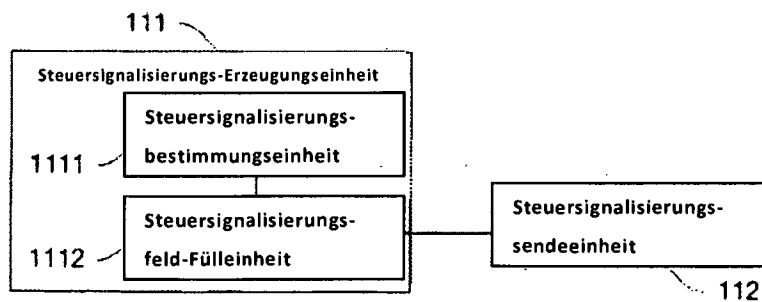 111
Steuersignalisierungs-Erzeugungseinheit
Steuersignalisierungs-
bestimmungseinheit
1111
Steuersignalisierungs-
feld-Fülleinheit
1112
Steuersignalisierungs-
sendeeinheit
112